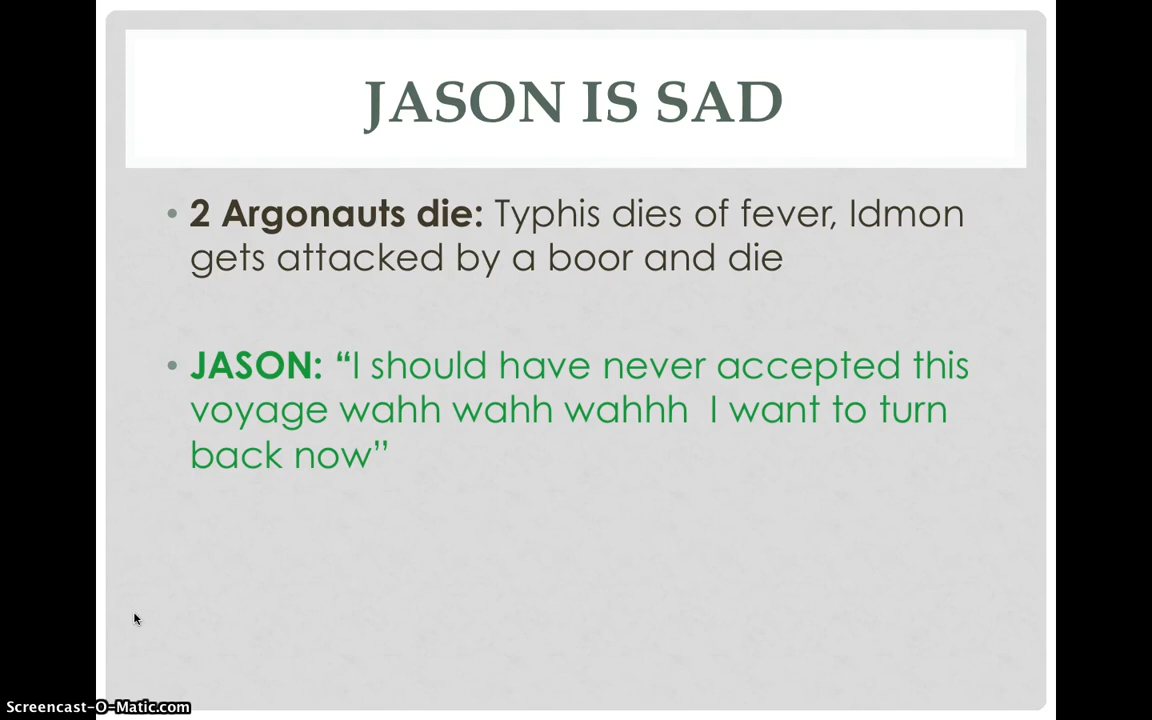 JASON IS SAD
• 2 Argonauts die: Typhis dies of fever, Idmon
gets attacked by a boor and die
• JASON: “I should have never accepted this
voyage wahh wahh wahhh  I want to turn
back now”
Screencast-O-Matic.com